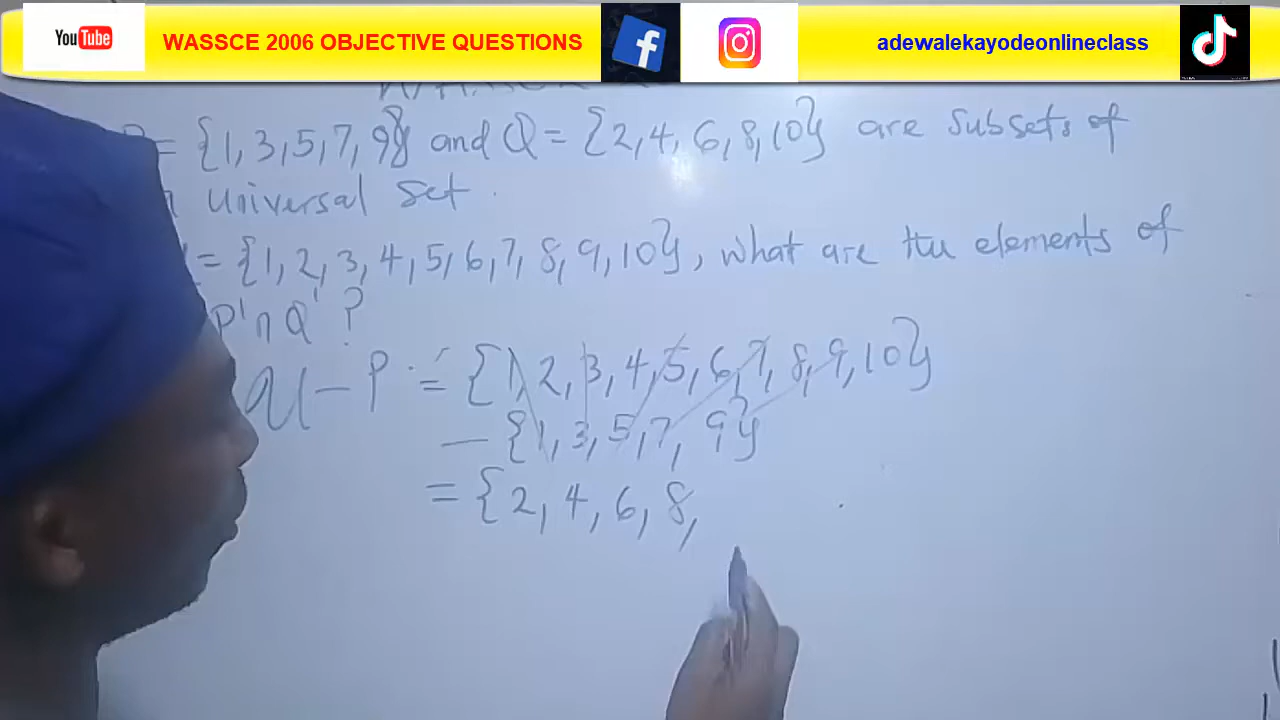 YouTube WASSCE 2006 OBJECTIVE QUESTIONS adewalekayodeonlineclass
= {1, 3, 5, 7, 9} and Q = {2, 4, 6, 8, 10} are subsets of
universal set.
= {1, 2, 3, 4, 5, 6, 7, 8, 9, 10}, what are the elements of
P' ∩ Q' ?
U - P = {1, 2, 3, 4, 5, 6, 7, 8, 9, 10}
- {1, 3, 5, 7, 9}
= {2, 4, 6, 8,